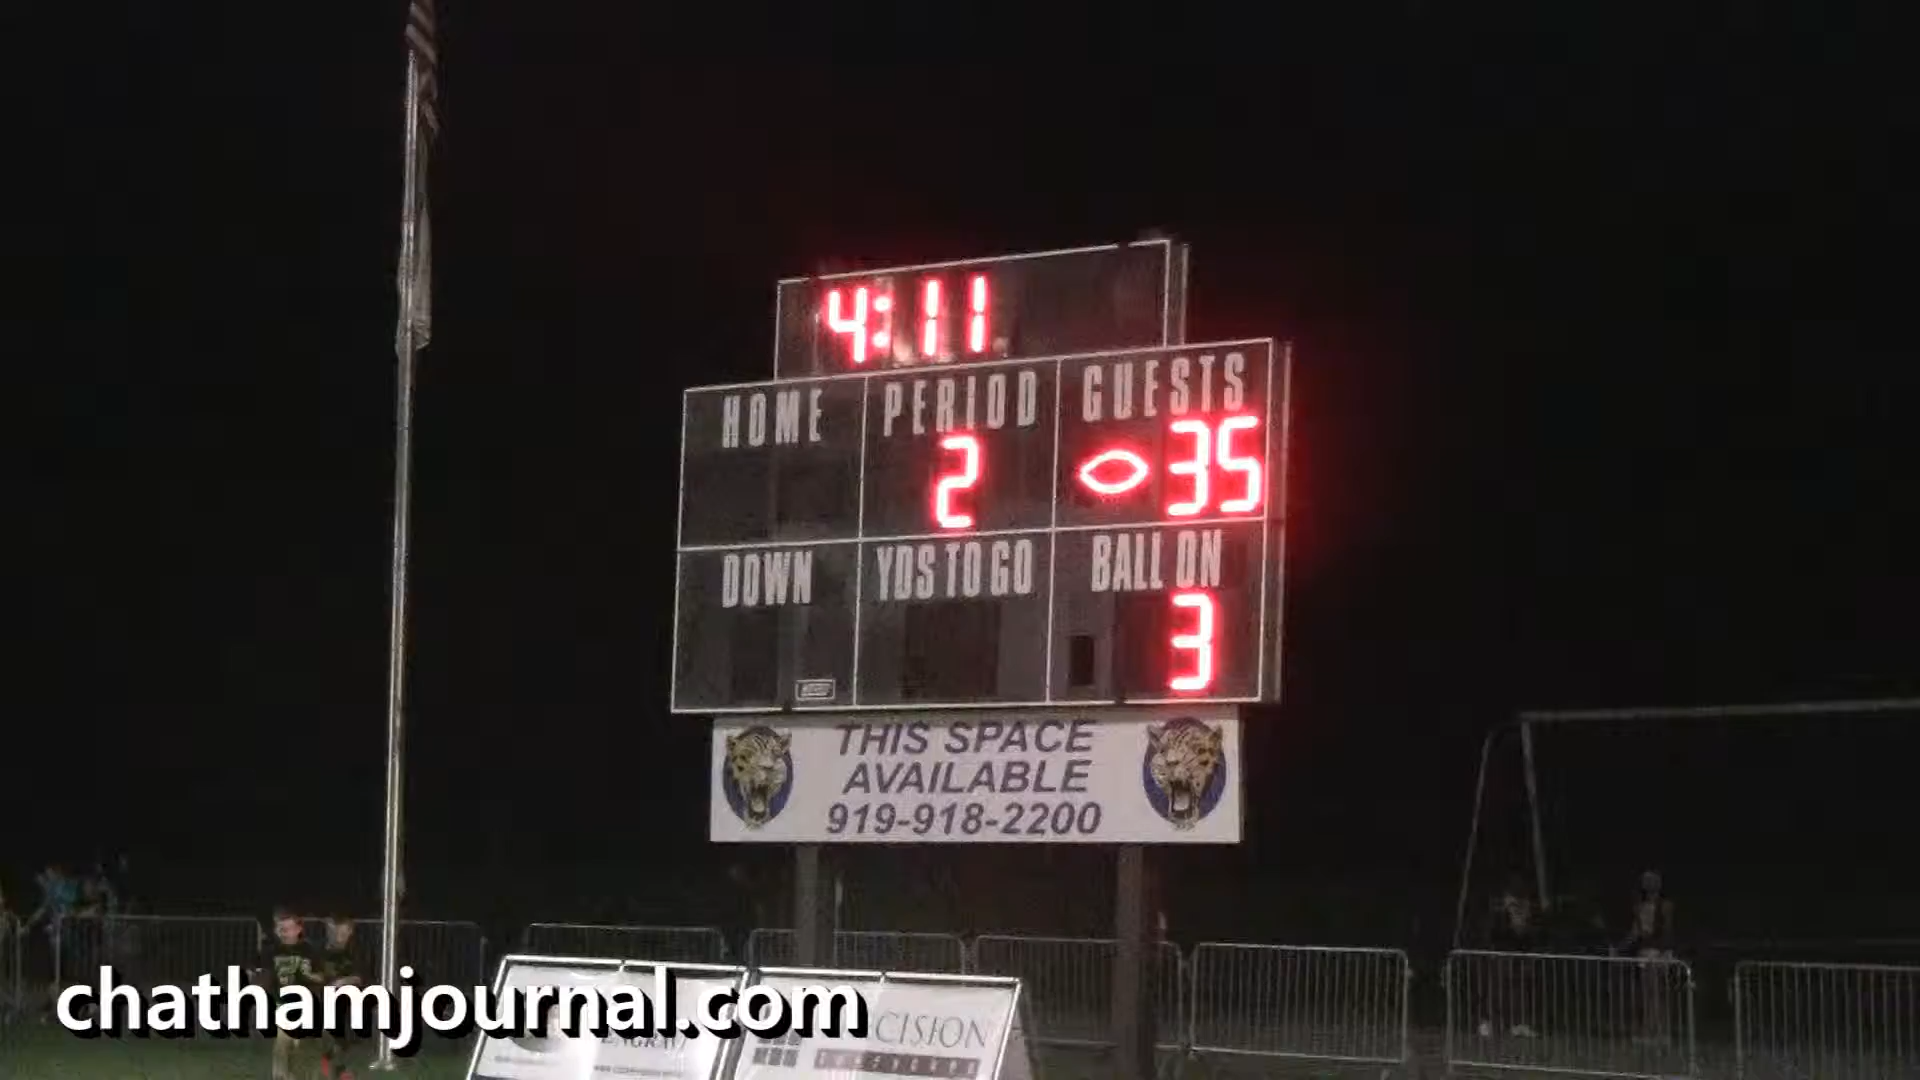 4:11
HOME PERIOD GUESTS
2 35
DOWN YDS TO GO BALL ON
3
THIS SPACE
AVAILABLE
919-918-2200
chathamjournal.com
CISION